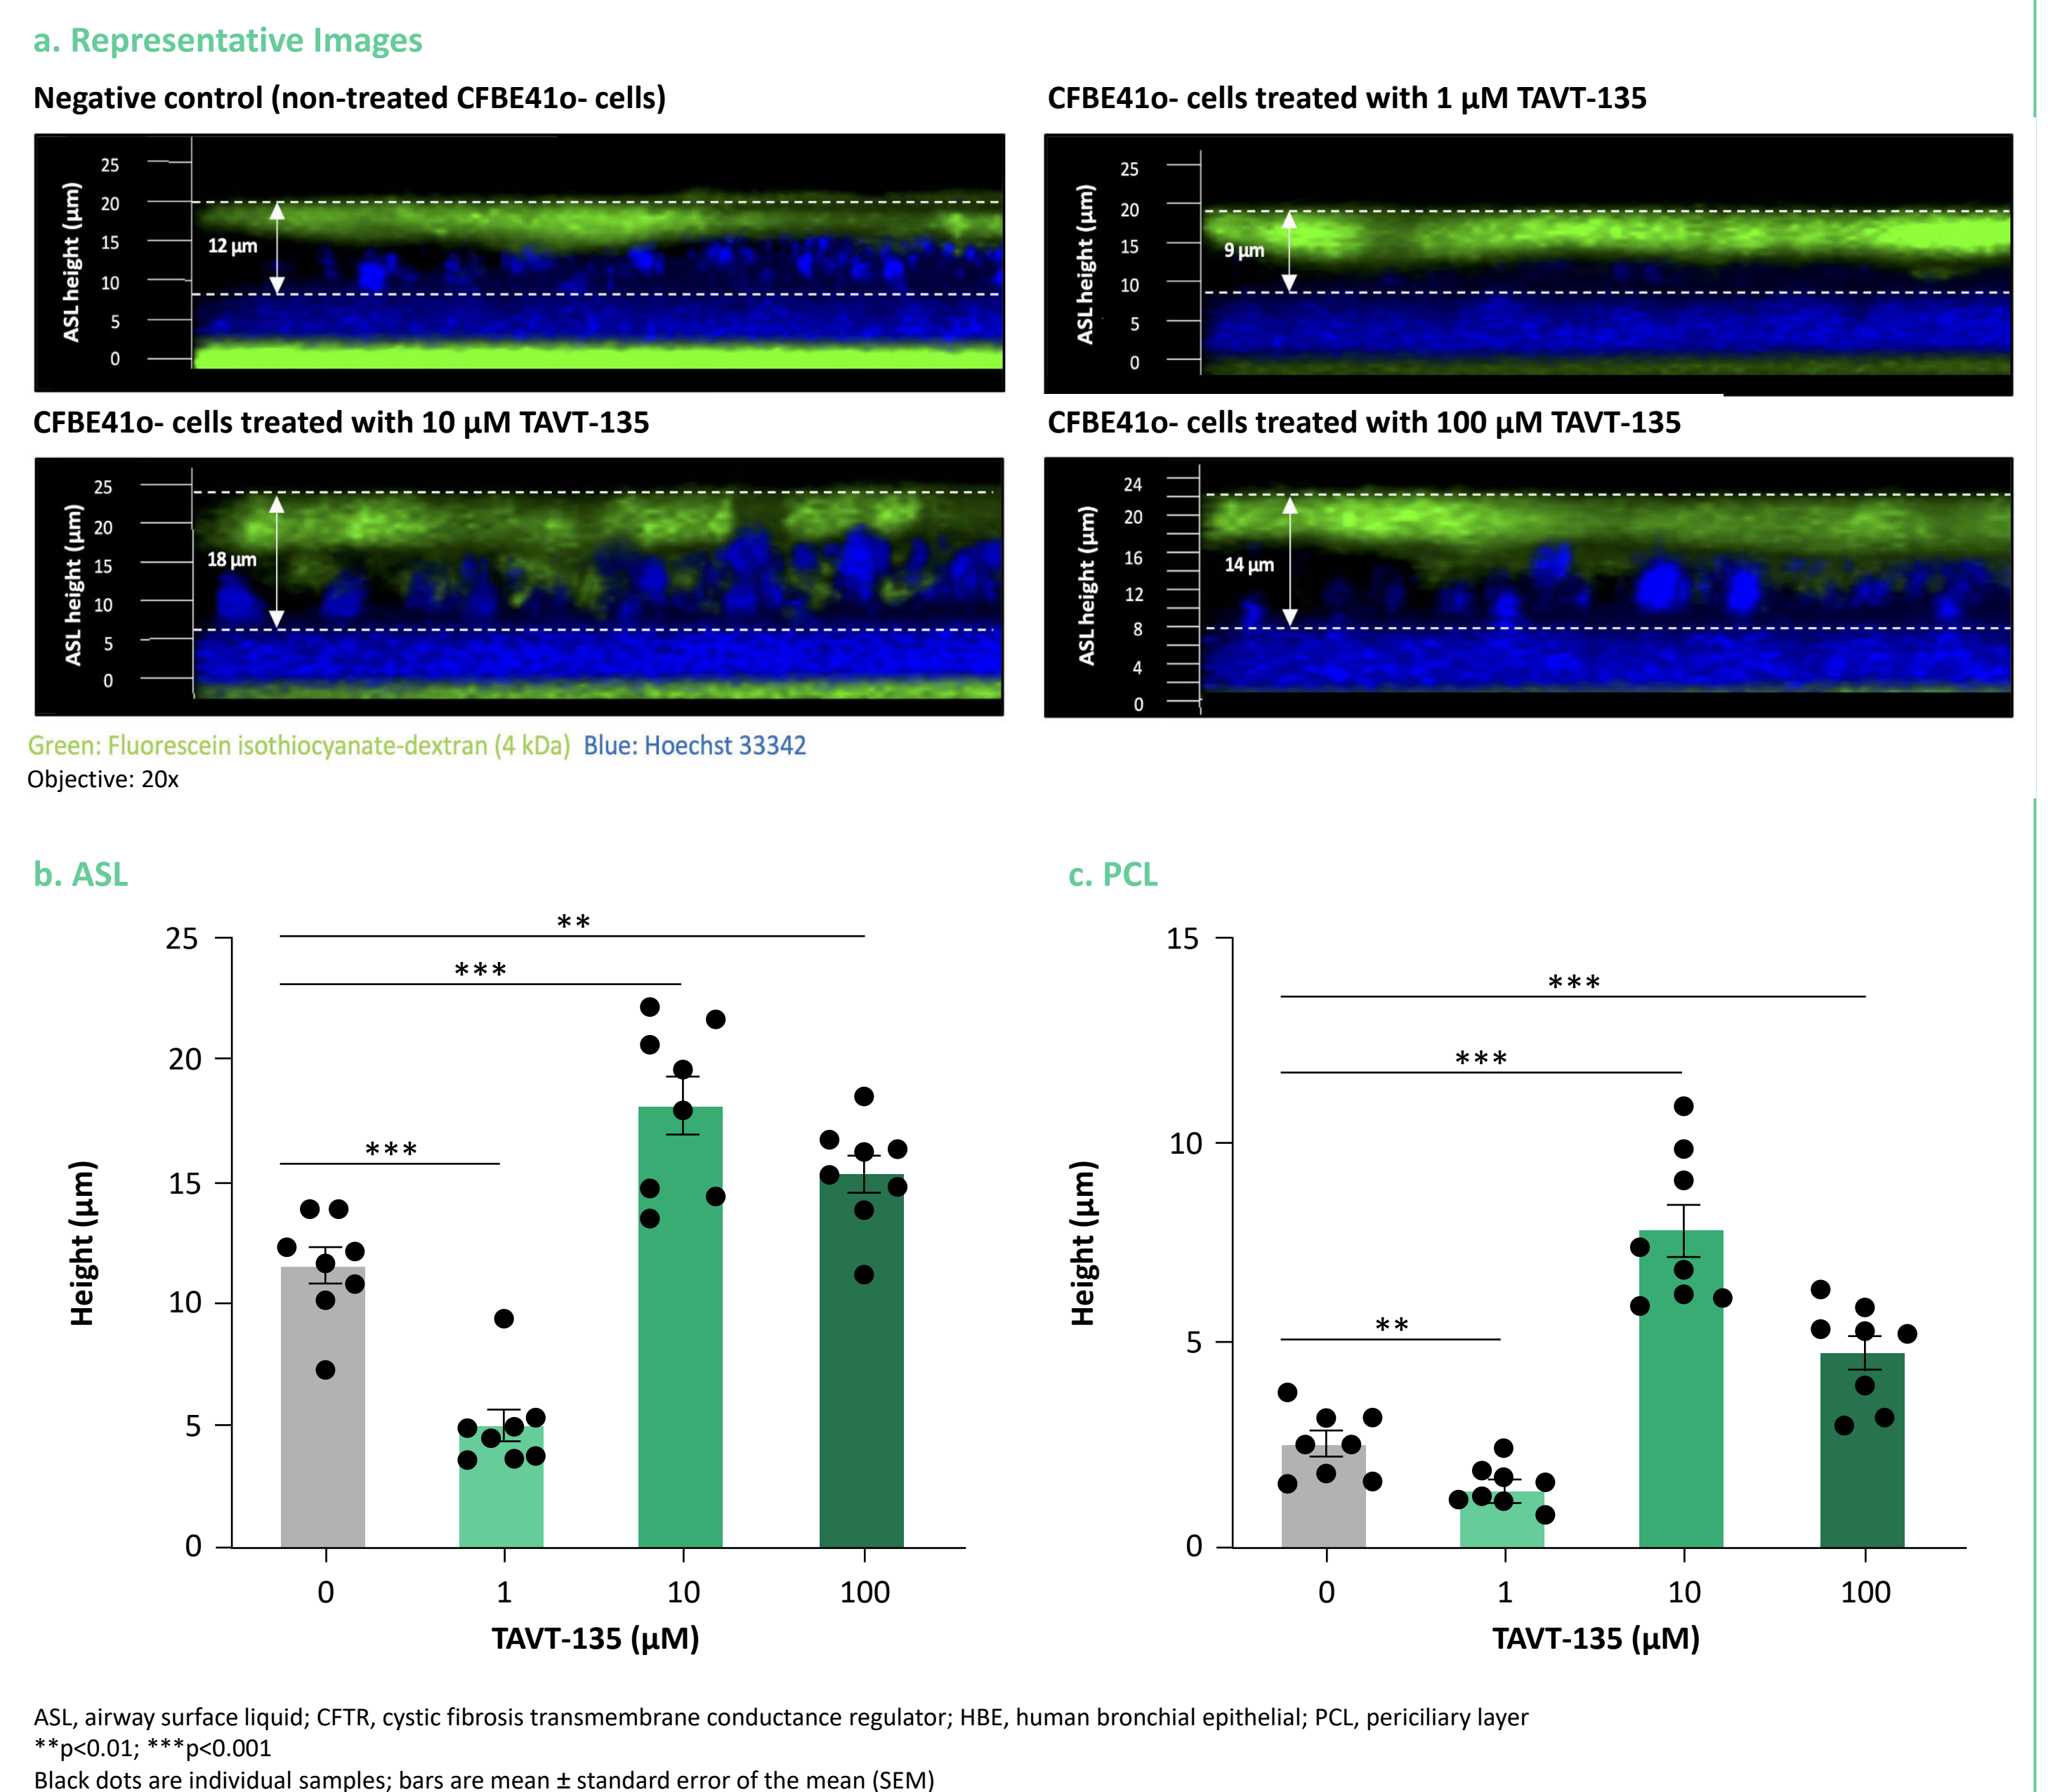 a. Representative Images
Negative control (non-treated CFBE41o- cells)
ASL height (µm)
25
20
15
10
5
0
12 µm
CFBE41o- cells treated with 1 µM TAVT-135
ASL height (µm)
25
20
15
10
5
0
9 µm
CFBE41o- cells treated with 10 µM TAVT-135
ASL height (µm)
25
20
15
10
5
0
18 µm
CFBE41o- cells treated with 100 µM TAVT-135
ASL height (µm)
24
20
16
12
8
4
0
14 µm
Green: Fluorescein isothiocyanate-dextran (4 kDa) Blue: Hoechst 33342
Objective: 20x
b. ASL
Height (µm)
25
20
15
10
5
0
**
***
***
0 1 10 100
TAVT-135 (µM)
c. PCL
Height (µm)
15
10
5
0
***
***
**
0 1 10 100
TAVT-135 (µM)
ASL, airway surface liquid; CFTR, cystic fibrosis transmembrane conductance regulator; HBE, human bronchial epithelial; PCL, periciliary layer
**p<0.01; ***p<0.001
Black dots are individual samples; bars are mean ± standard error of the mean (SEM)